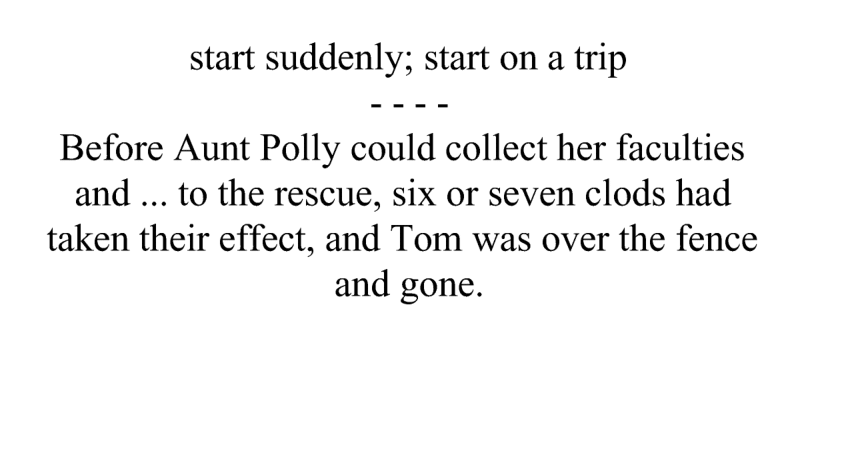 start suddenly; start on a trip
- - - -
Before Aunt Polly could collect her faculties
and ... to the rescue, six or seven clods had
taken their effect, and Tom was over the fence
and gone.